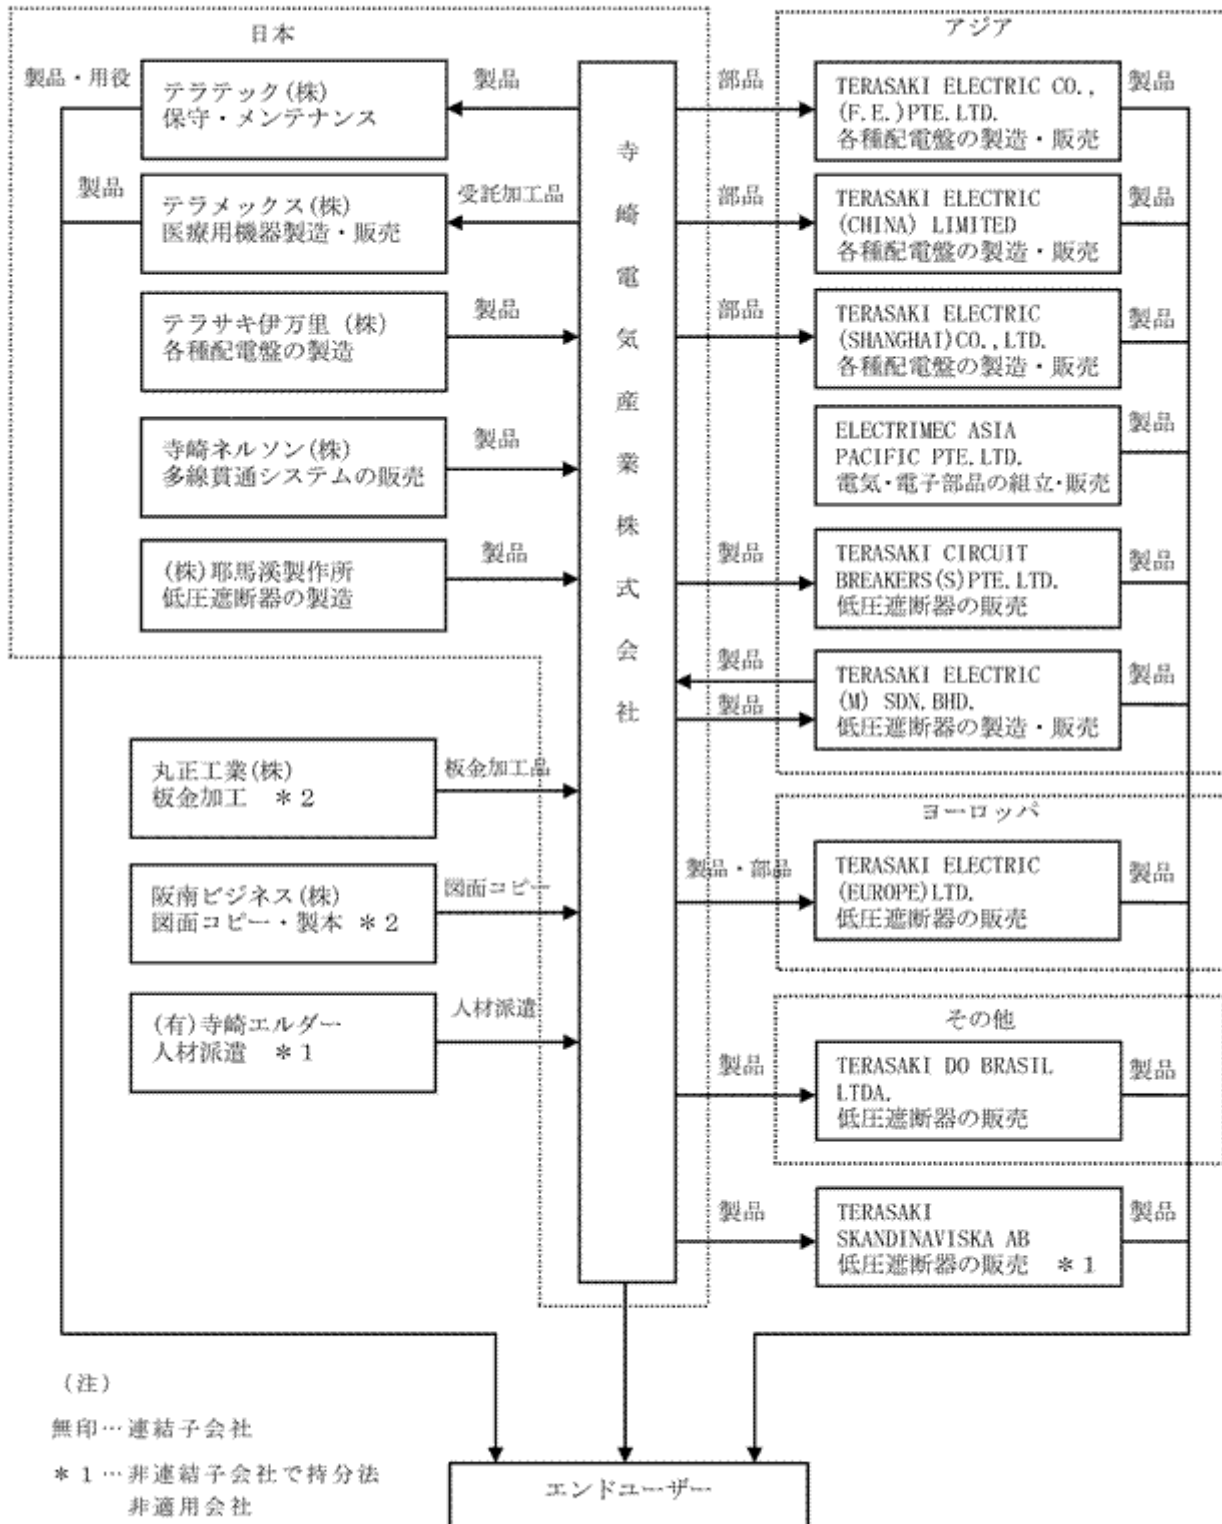 日本
製品・用役
テラテック(株)
保守・メンテナンス
製品
製品
テラメックス(株)
医療用機器製造・販売
受託加工品
テラサキ伊万里 (株)
各種配電盤の製造
製品
寺崎ネルソン(株)
多線貫通システムの販売
製品
(株)耶馬溪製作所
低圧遮断器の製造
製品
丸正工業(株)
板金加工 *2
板金加工品
阪南ビジネス(株)
図面コピー・製本 *2
図面コピー
(有)寺崎エルダー
人材派遣 *1
人材派遣
寺崎電気産業株式会社
アジア
部品
TERASAKI ELECTRIC CO.,
(F.E.)PTE.LTD.
各種配電盤の製造・販売
製品
部品
TERASAKI ELECTRIC
(CHINA) LIMITED
各種配電盤の製造・販売
製品
部品
TERASAKI ELECTRIC
(SHANGHAI)CO.,LTD.
各種配電盤の製造・販売
製品
ELECTRIMEC ASIA
PACIFIC PTE.LTD.
電気・電子部品の組立・販売
製品
製品
TERASAKI CIRCUIT
BREAKERS(S)PTE.LTD.
低圧遮断器の販売
製品
製品
製品
TERASAKI ELECTRIC
(M) SDN.BHD.
低圧遮断器の製造・販売
製品
ヨーロッパ
製品・部品
TERASAKI ELECTRIC
(EUROPE)LTD.
低圧遮断器の販売
製品
その他
製品
TERASAKI DO BRASIL
LTDA.
低圧遮断器の販売
製品
製品
TERASAKI
SKANDINAVISKA AB
低圧遮断器の販売 *1
製品
(注)
無印…連結子会社
*1…非連結子会社で持分法
非適用会社
エンドユーザー